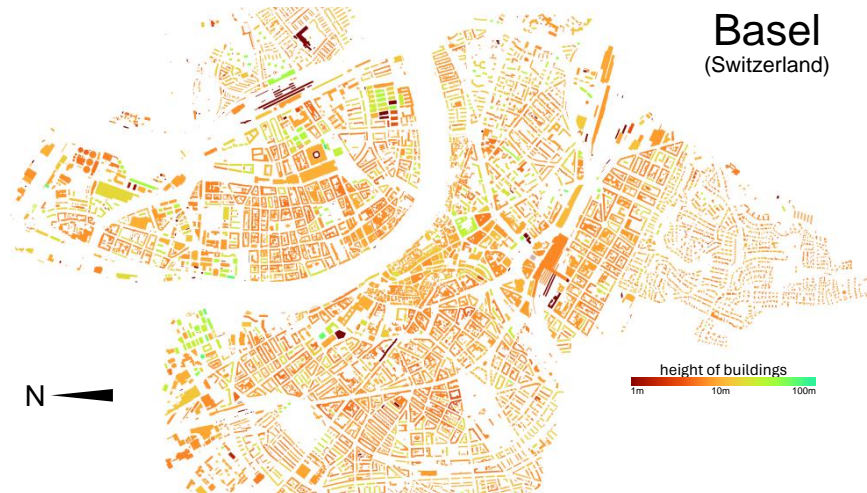 Basel
(Switzerland)
N
height of buildings
1m 10m 100m